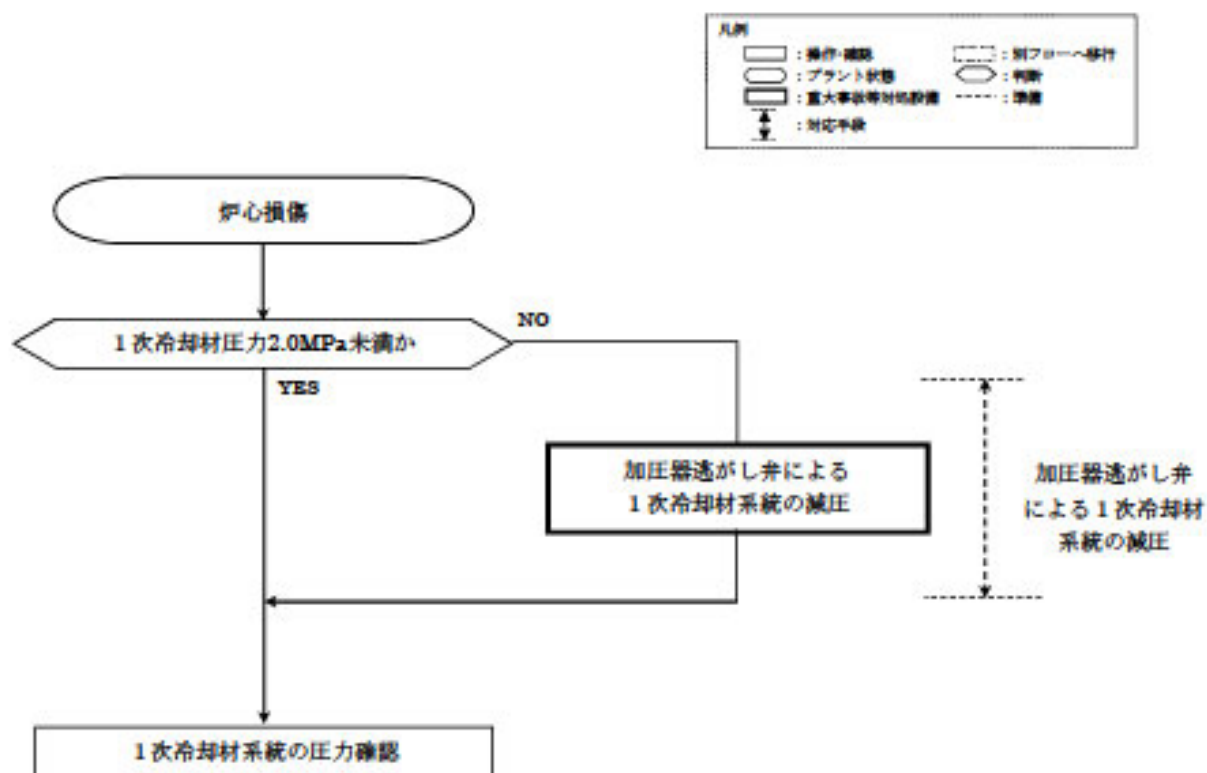 凡例
：操作・確認
：別フローへ移行
：プラント状態
：判断
：重大事故等対処設備
：準備
：対応手段
炉心損傷
1次冷却材圧力2.0MPa未満か
NO
YES
加圧器逃がし弁による
1次冷却材系統の減圧
加圧器逃がし弁
による1次冷却材
系統の減圧
1次冷却材系統の圧力確認